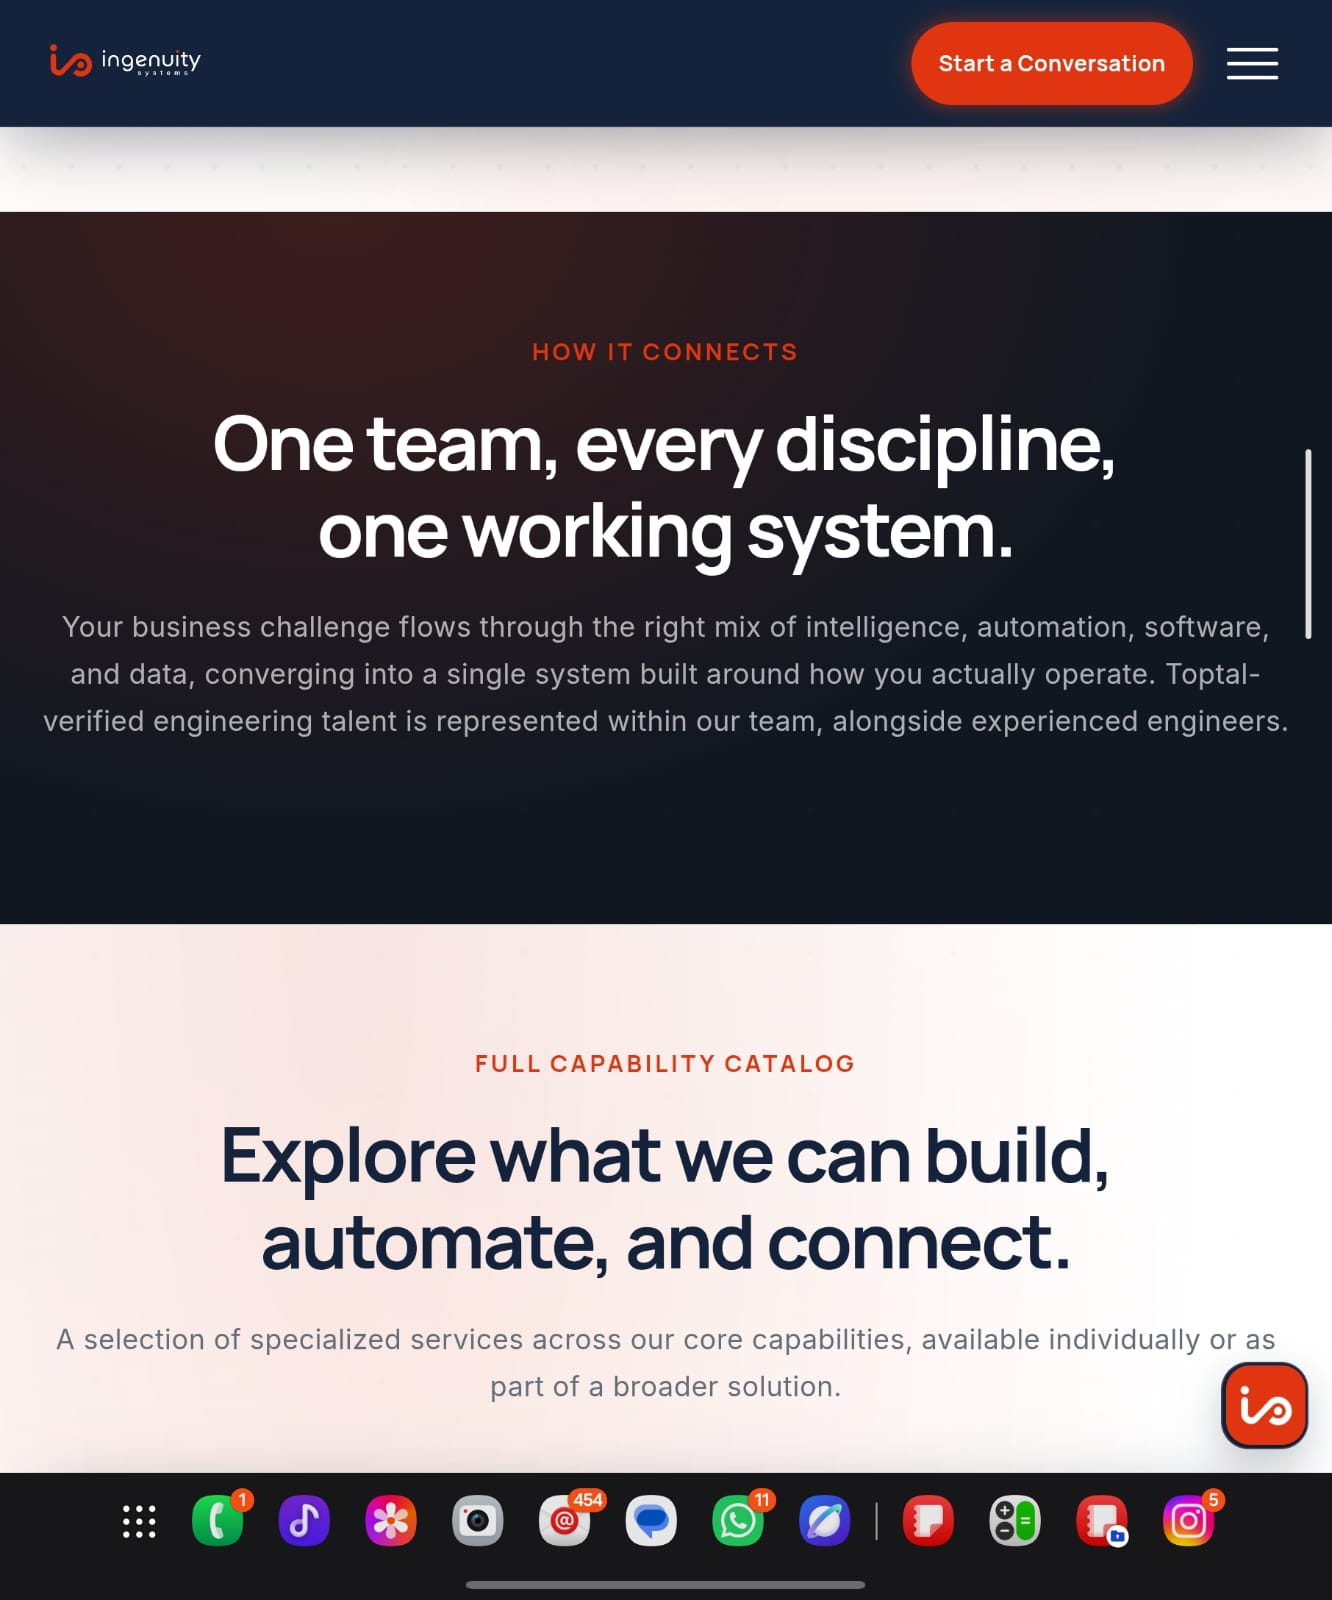 ingenuity
systems
Start a Conversation
HOW IT CONNECTS
One team, every discipline,
one working system.
Your business challenge flows through the right mix of intelligence, automation, software,
and data, converging into a single system built around how you actually operate. Toptal-
verified engineering talent is represented within our team, alongside experienced engineers.
FULL CAPABILITY CATALOG
Explore what we can build,
automate, and connect.
A selection of specialized services across our core capabilities, available individually or as
part of a broader solution.
1
454
11
5